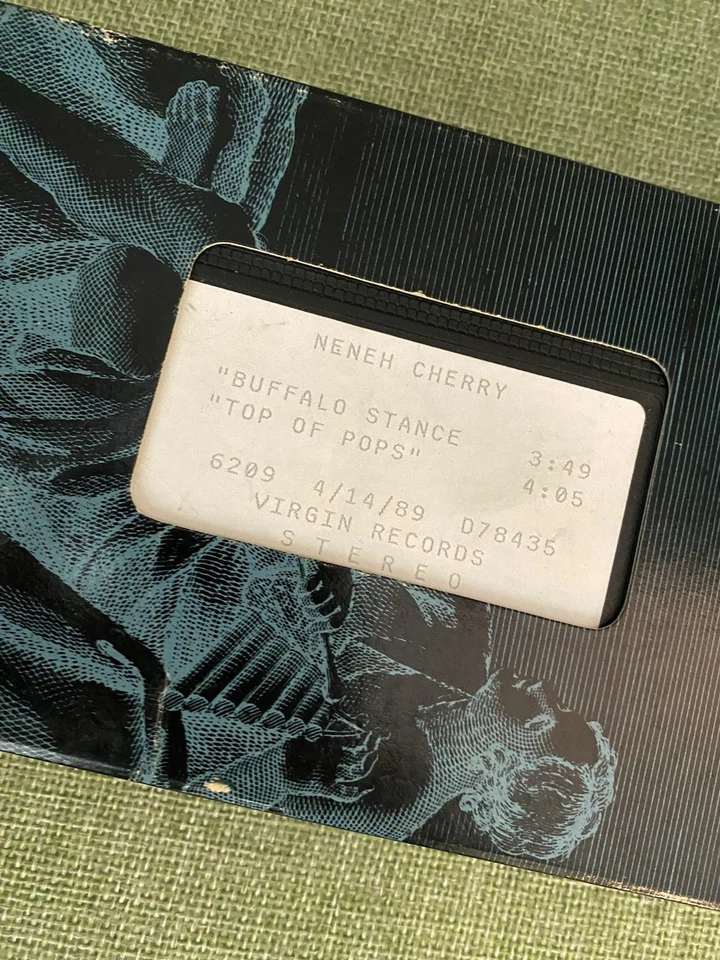 NENEH CHERRY
"BUFFALO STANCE 3:49
"TOP OF POPS" 4:05
6209 4/14/89 D78435
VIRGIN RECORDS
S T E R E O